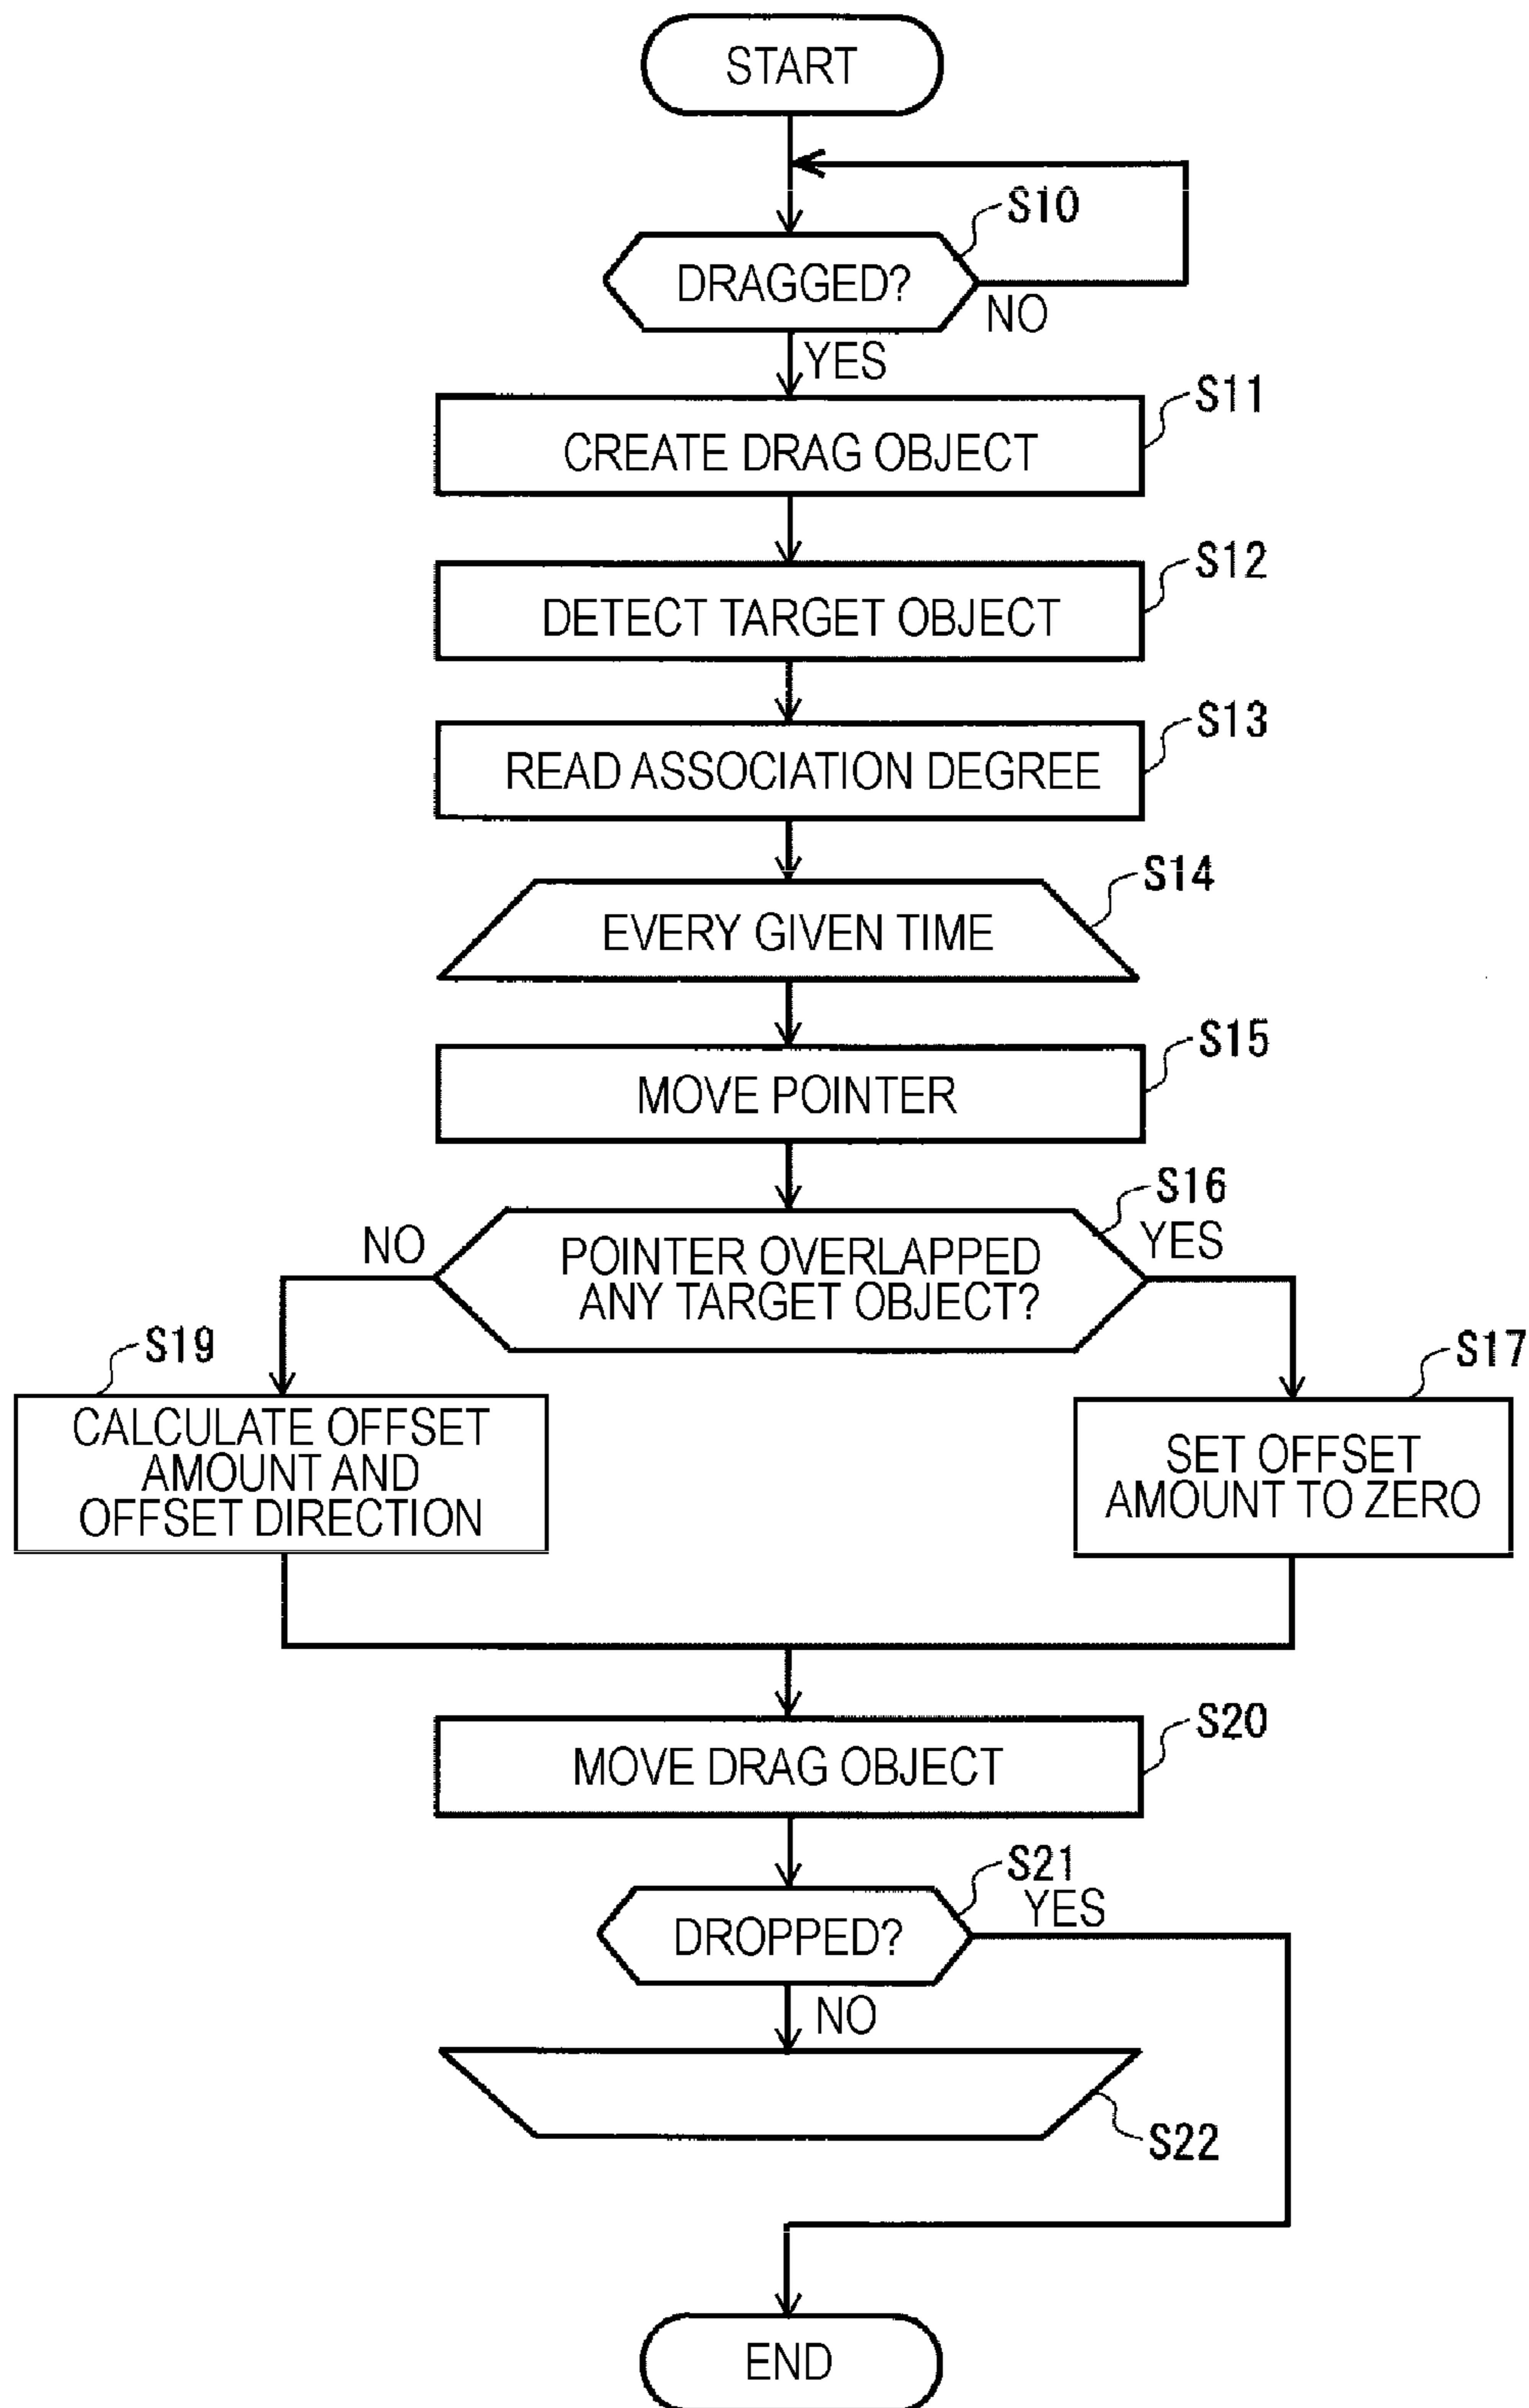 START
S10
DRAGGED?
NO
YES
S11
CREATE DRAG OBJECT
S12
DETECT TARGET OBJECT
S13
READ ASSOCIATION DEGREE
S14
EVERY GIVEN TIME
S15
MOVE POINTER
S16
NO
YES
POINTER OVERLAPPED
ANY TARGET OBJECT?
S19
CALCULATE OFFSET
AMOUNT AND
OFFSET DIRECTION
S17
SET OFFSET
AMOUNT TO ZERO
S20
MOVE DRAG OBJECT
S21
YES
DROPPED?
NO
S22
END